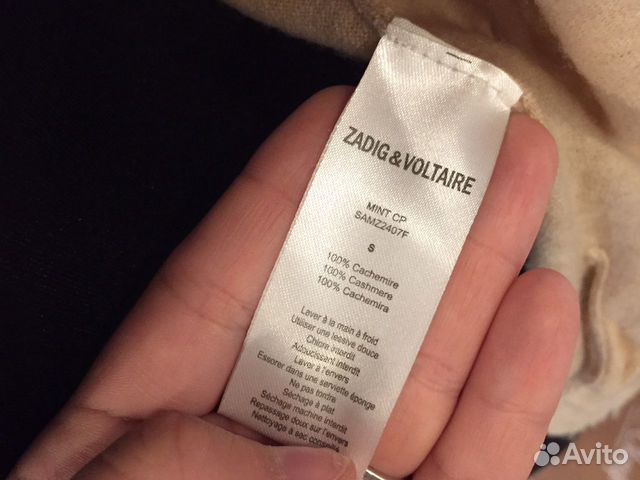 ZADIG & VOLTAIRE
MINT CP
SAMZ2407F
S
100% Cachemire
100% Cashmere
100% Cachemira
Laver à la main à froid
Utiliser une lessive douce
Chlore interdit
Adoucissant interdit
Laver à l'envers
Essorer dans une serviette éponge
Ne pas tordre
Séchage à plat
Séchage machine interdit
Repassage doux sur l'envers
Nettoyage à sec conseillé
Avito